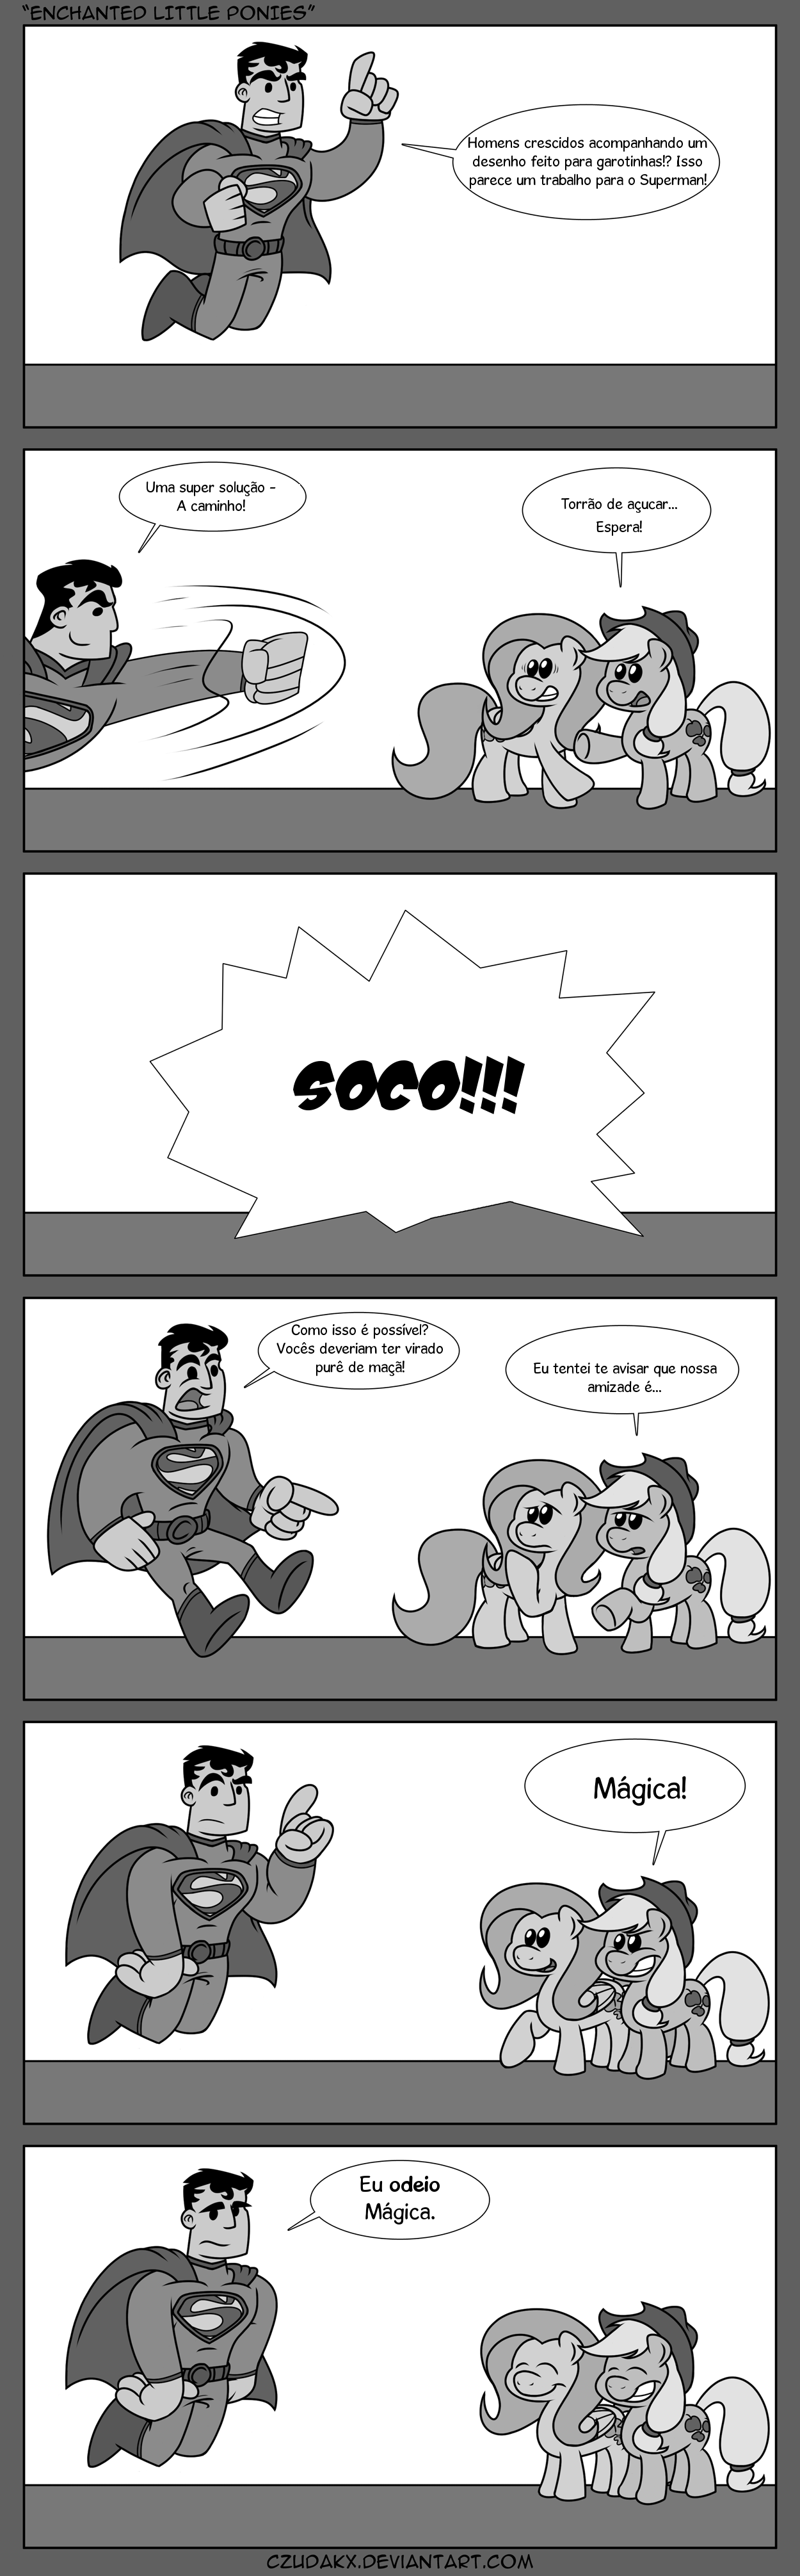 "ENCHANTED LITTLE PONIES"
Homens crescidos acompanhando um
desenho feito para garotinhas!? Isso
parece um trabalho para o Superman!
Uma super solução -
A caminho!
Torrão de açucar...
Espera!
SOCO!!!
Como isso é possível?
Vocês deveriam ter virado
purê de maçã!
Eu tentei te avisar que nossa
amizade é...
Mágica!
Eu odeio
Mágica.
CZUDAKX.DEVIANTART.COM